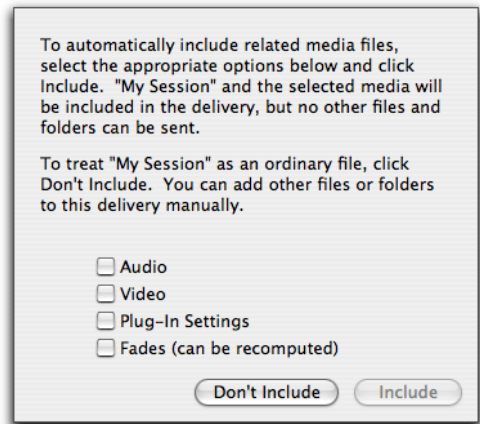 To automatically include related media files,
select the appropriate options below and click
Include.  "My Session" and the selected media will
be included in the delivery, but no other files and
folders can be sent.
To treat "My Session" as an ordinary file, click
Don't Include.  You can add other files or folders
to this delivery manually.
Audio
Video
Plug-In Settings
Fades (can be recomputed)
Don't Include
Include